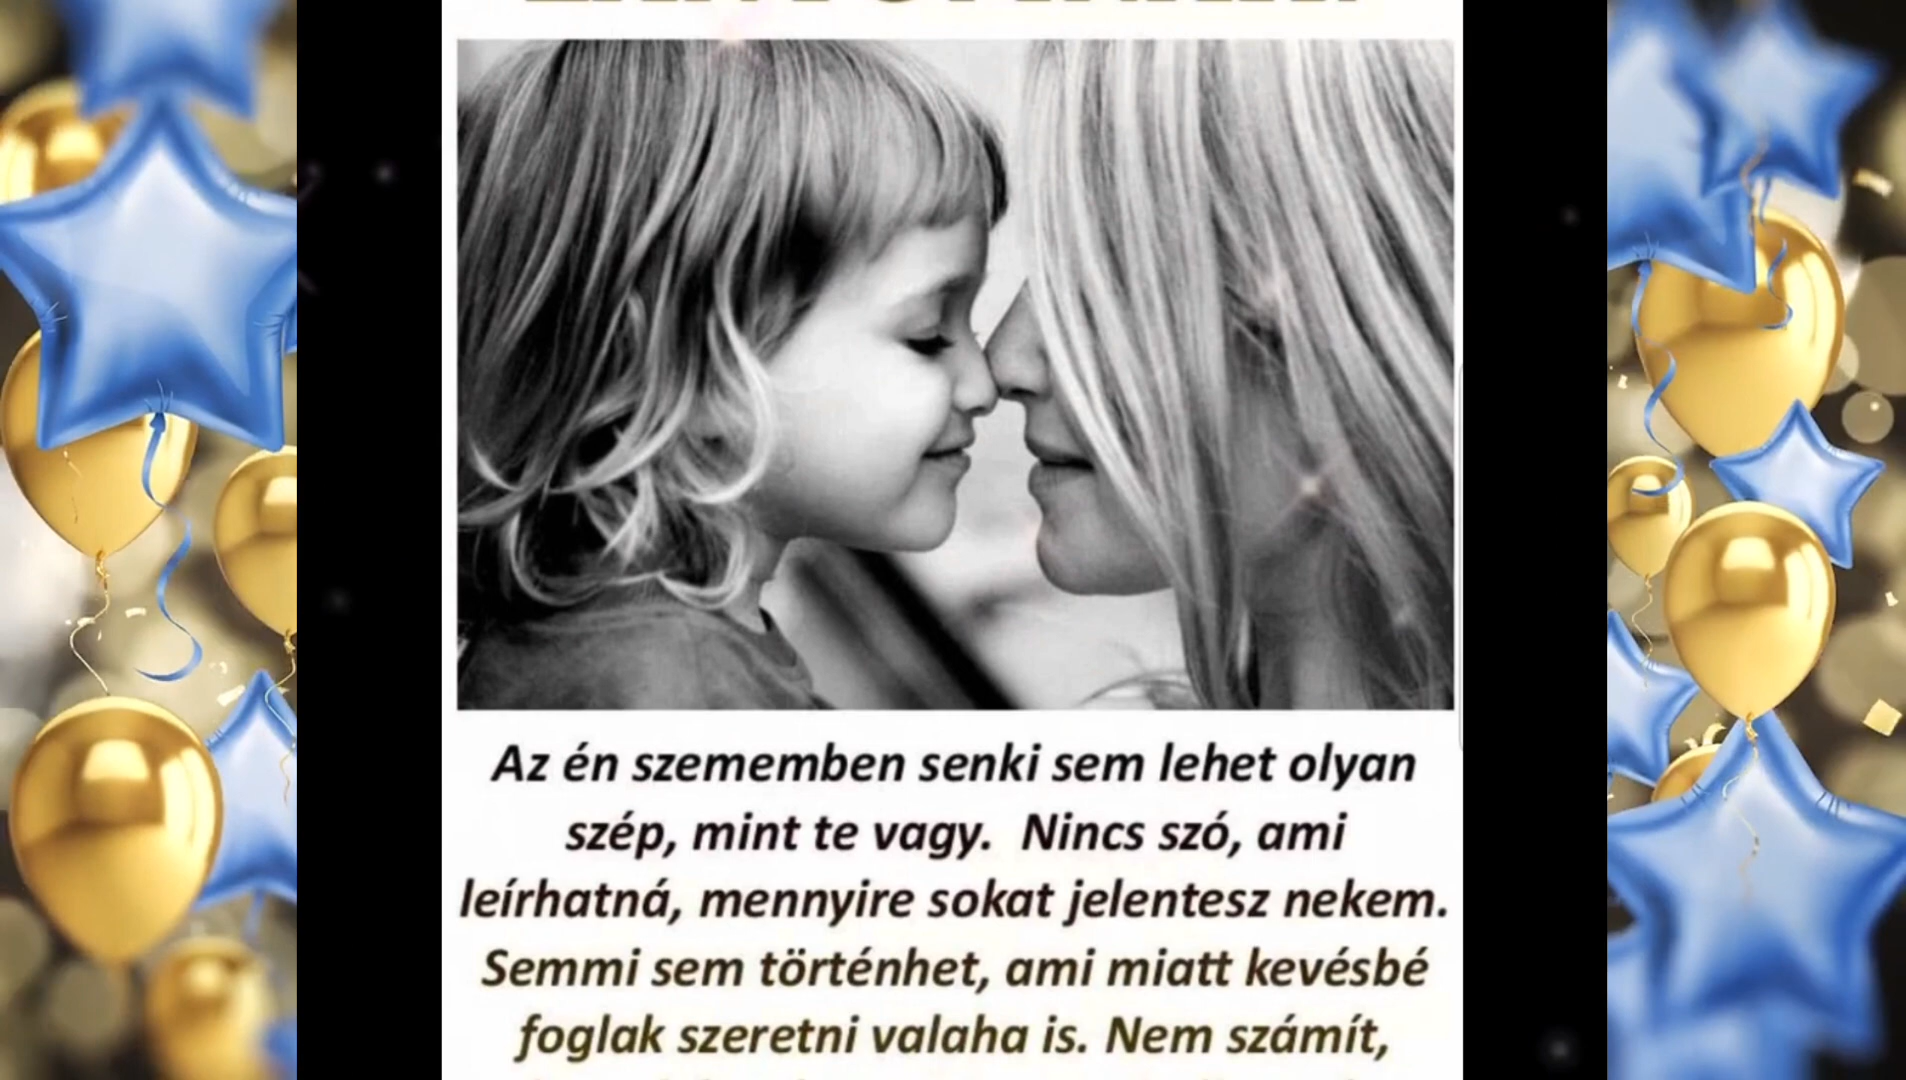 Az én szememben senki sem lehet olyan
szép, mint te vagy.  Nincs szó, ami
leírhatná, mennyire sokat jelentesz nekem.
Semmi sem történhet, ami miatt kevésbé
foglak szeretni valaha is. Nem számít,